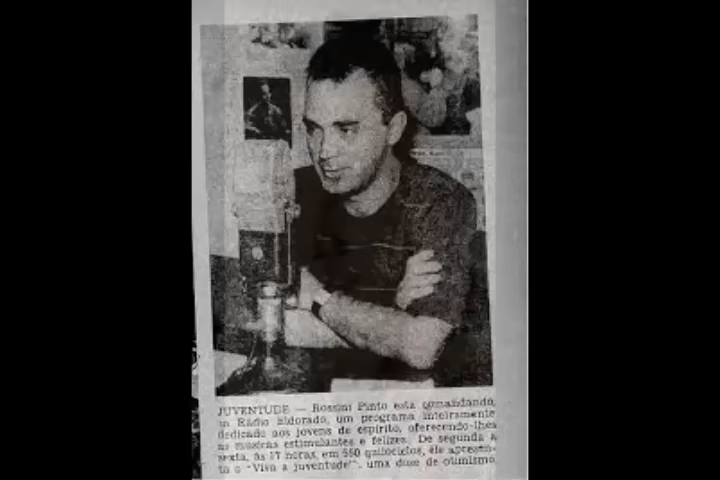 JUVENTUDE — Rossini Pinto está comandando,
na Rádio Eldorado, um programa inteiramente
dedicado aos jovens de espírito, oferecendo-lhes
as músicas estimulantes e felizes. De segunda a
sexta, às 17 horas, em 550 quilociclos, êle apresen-
ta o "Viva a juventude", uma dose de otimismo